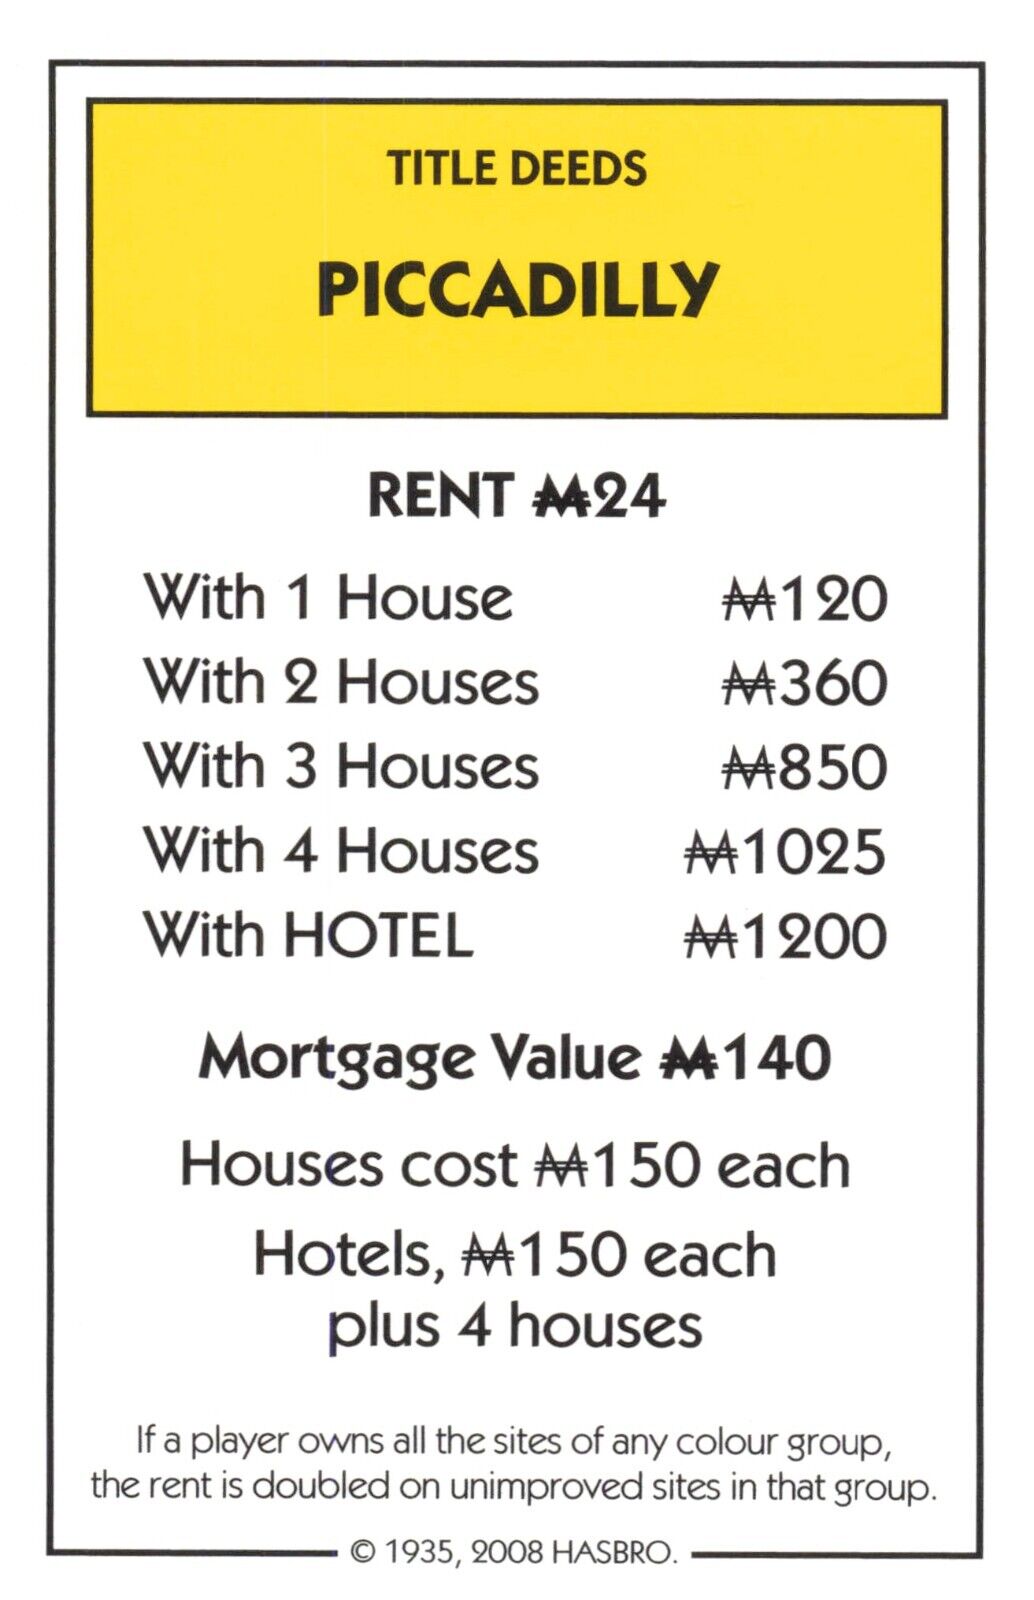 TITLE DEEDS
PICCADILLY
RENT ₩24
With 1 House ₩120
With 2 Houses ₩360
With 3 Houses ₩850
With 4 Houses ₩1025
With HOTEL ₩1200
Mortgage Value ₩140
Houses cost ₩150 each
Hotels, ₩150 each
plus 4 houses
If a player owns all the sites of any colour group,
the rent is doubled on unimproved sites in that group.
© 1935, 2008 HASBRO.